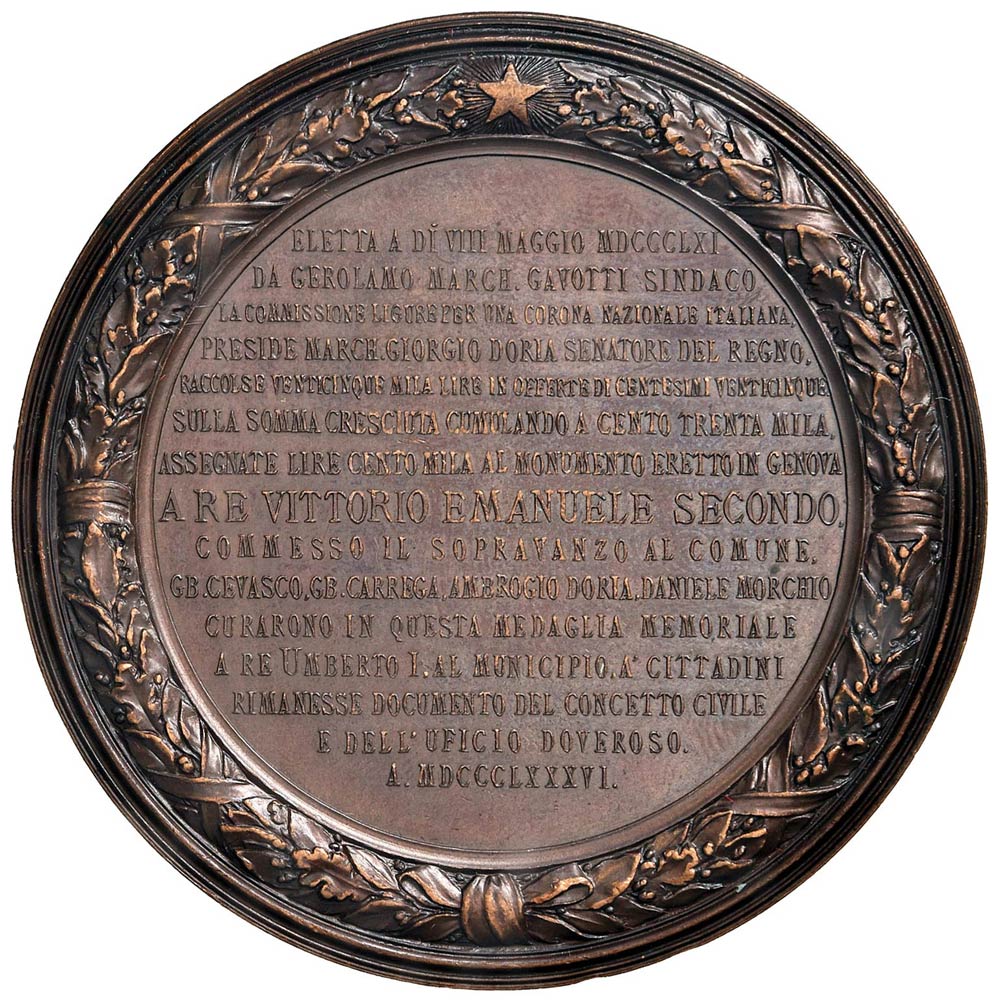 ELETTA A DÌ VIII MAGGIO MDCCCLXI
DA GEROLAMO MARCH. GAVOTTI SINDACO
LA COMMISSIONE LIGURE PER UNA CORONA NAZIONALE ITALIANA,
PRESIDE MARCH. GIORGIO DORIA SENATORE DEL REGNO,
RACCOLSE VENTICINQUE MILA LIRE IN OFFERTE DI CENTESIMI VENTICINQUE
SULLA SOMMA CRESCIUTA CUMULANDO A CENTO TRENTA MILA,
ASSEGNATE LIRE CENTO MILA AL MONUMENTO ERETTO IN GENOVA
A RE VITTORIO EMANUELE SECONDO,
COMMESSO IL SOPRAVANZO AL COMUNE,
GB. CEVASCO, GB. CARREGA, AMBROGIO DORIA, DANIELE MORCHIO
CURARONO IN QUESTA MEDAGLIA MEMORIALE
A RE UMBERTO I. AL MUNICIPIO. A' CITTADINI
RIMANESSE DOCUMENTO DEL CONCETTO CIVILE
E DELL'UFICIO DOVEROSO.
A. MDCCCLXXXVI.